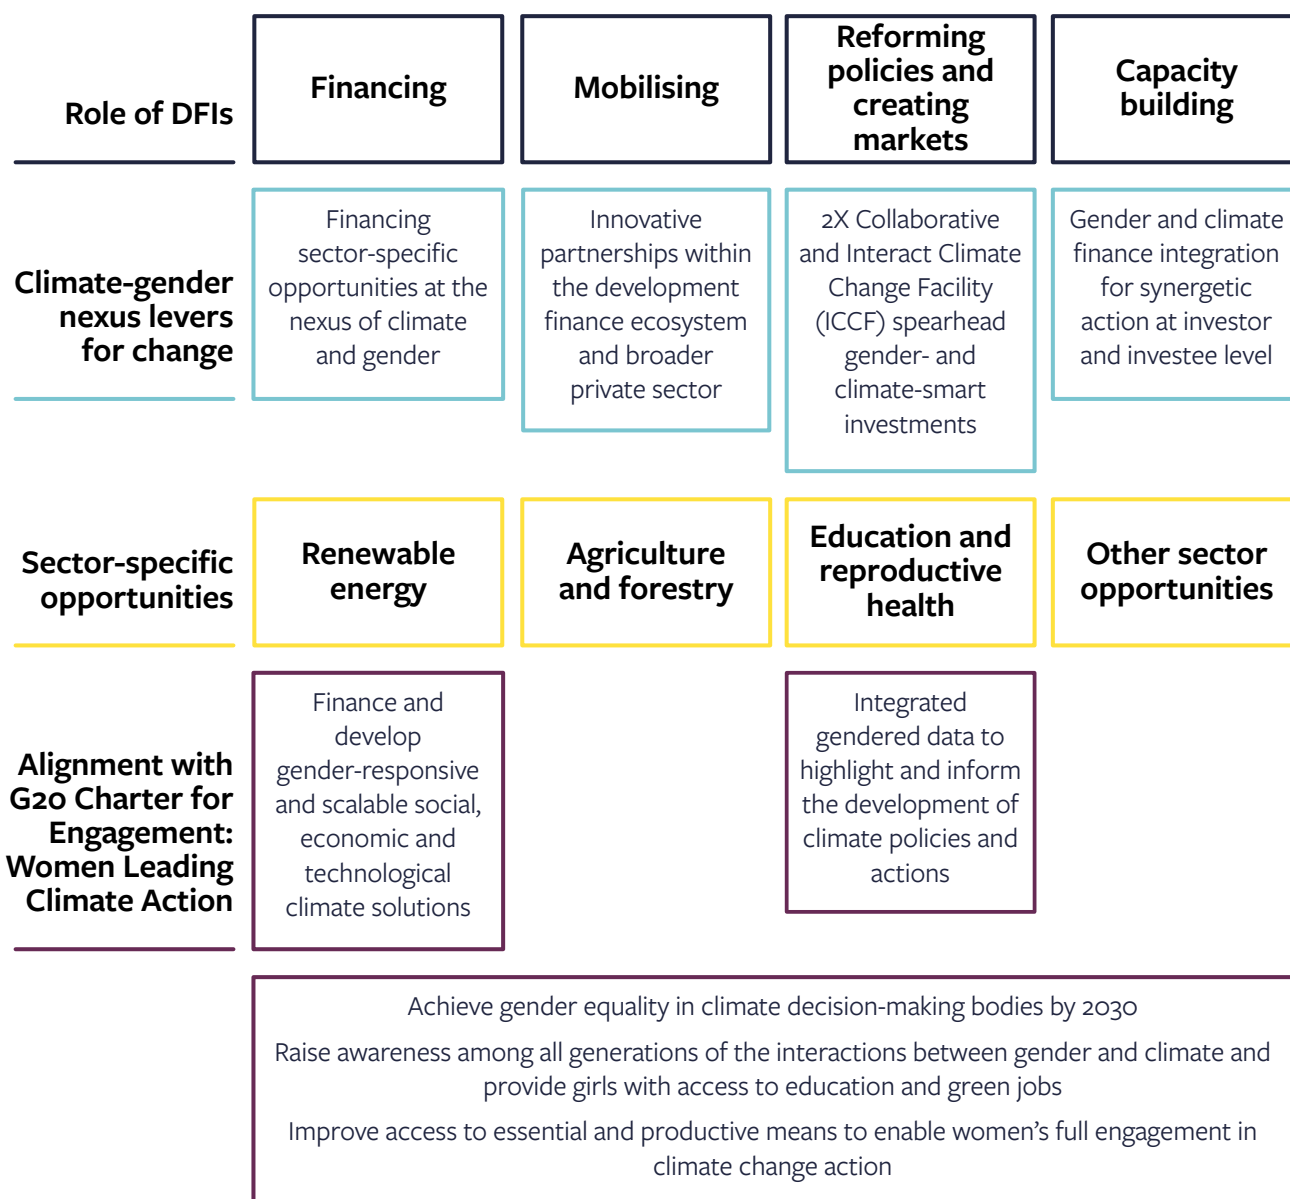 Role of DFIs
Financing
Mobilising
Reforming
policies and
creating
markets
Capacity
building
Climate-gender
nexus levers
for change
Financing
sector-specific
opportunities at the
nexus of climate
and gender
Innovative
partnerships within
the development
finance ecosystem
and broader
private sector
2X Collaborative
and Interact Climate
Change Facility
(ICCF) spearhead
gender- and
climate-smart
investments
Gender and climate
finance integration
for synergetic
action at investor
and investee level
Sector-specific
opportunities
Renewable
energy
Agriculture
and forestry
Education and
reproductive
health
Other sector
opportunities
Alignment with
G20 Charter for
Engagement:
Women Leading
Climate Action
Finance and
develop
gender-responsive
and scalable social,
economic and
technological
climate solutions
Integrated
gendered data to
highlight and inform
the development of
climate policies and
actions
Achieve gender equality in climate decision-making bodies by 2030
Raise awareness among all generations of the interactions between gender and climate and
provide girls with access to education and green jobs
Improve access to essential and productive means to enable women's full engagement in
climate change action